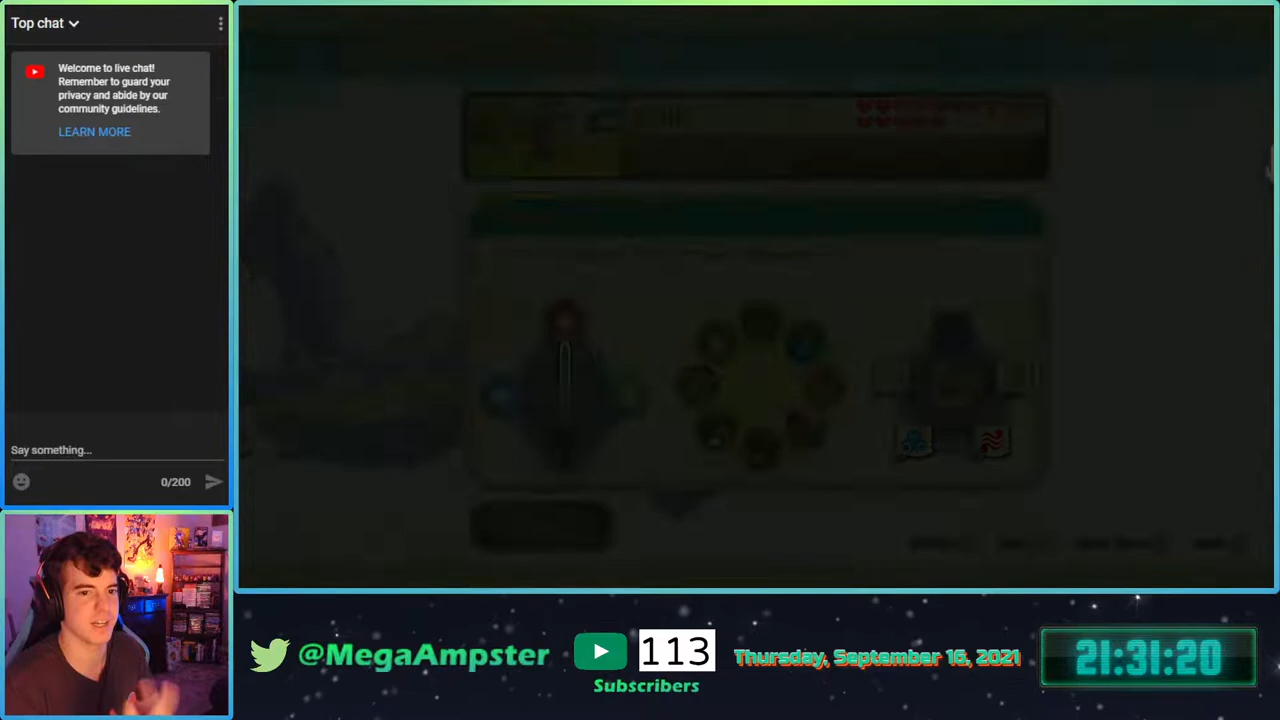 Top chat
Welcome to live chat!
Remember to guard your
privacy and abide by our
community guidelines.
LEARN MORE
Say something...
0/200
@MegaAmpster
113
Subscribers
Thursday, September 16, 2021
21:31:20